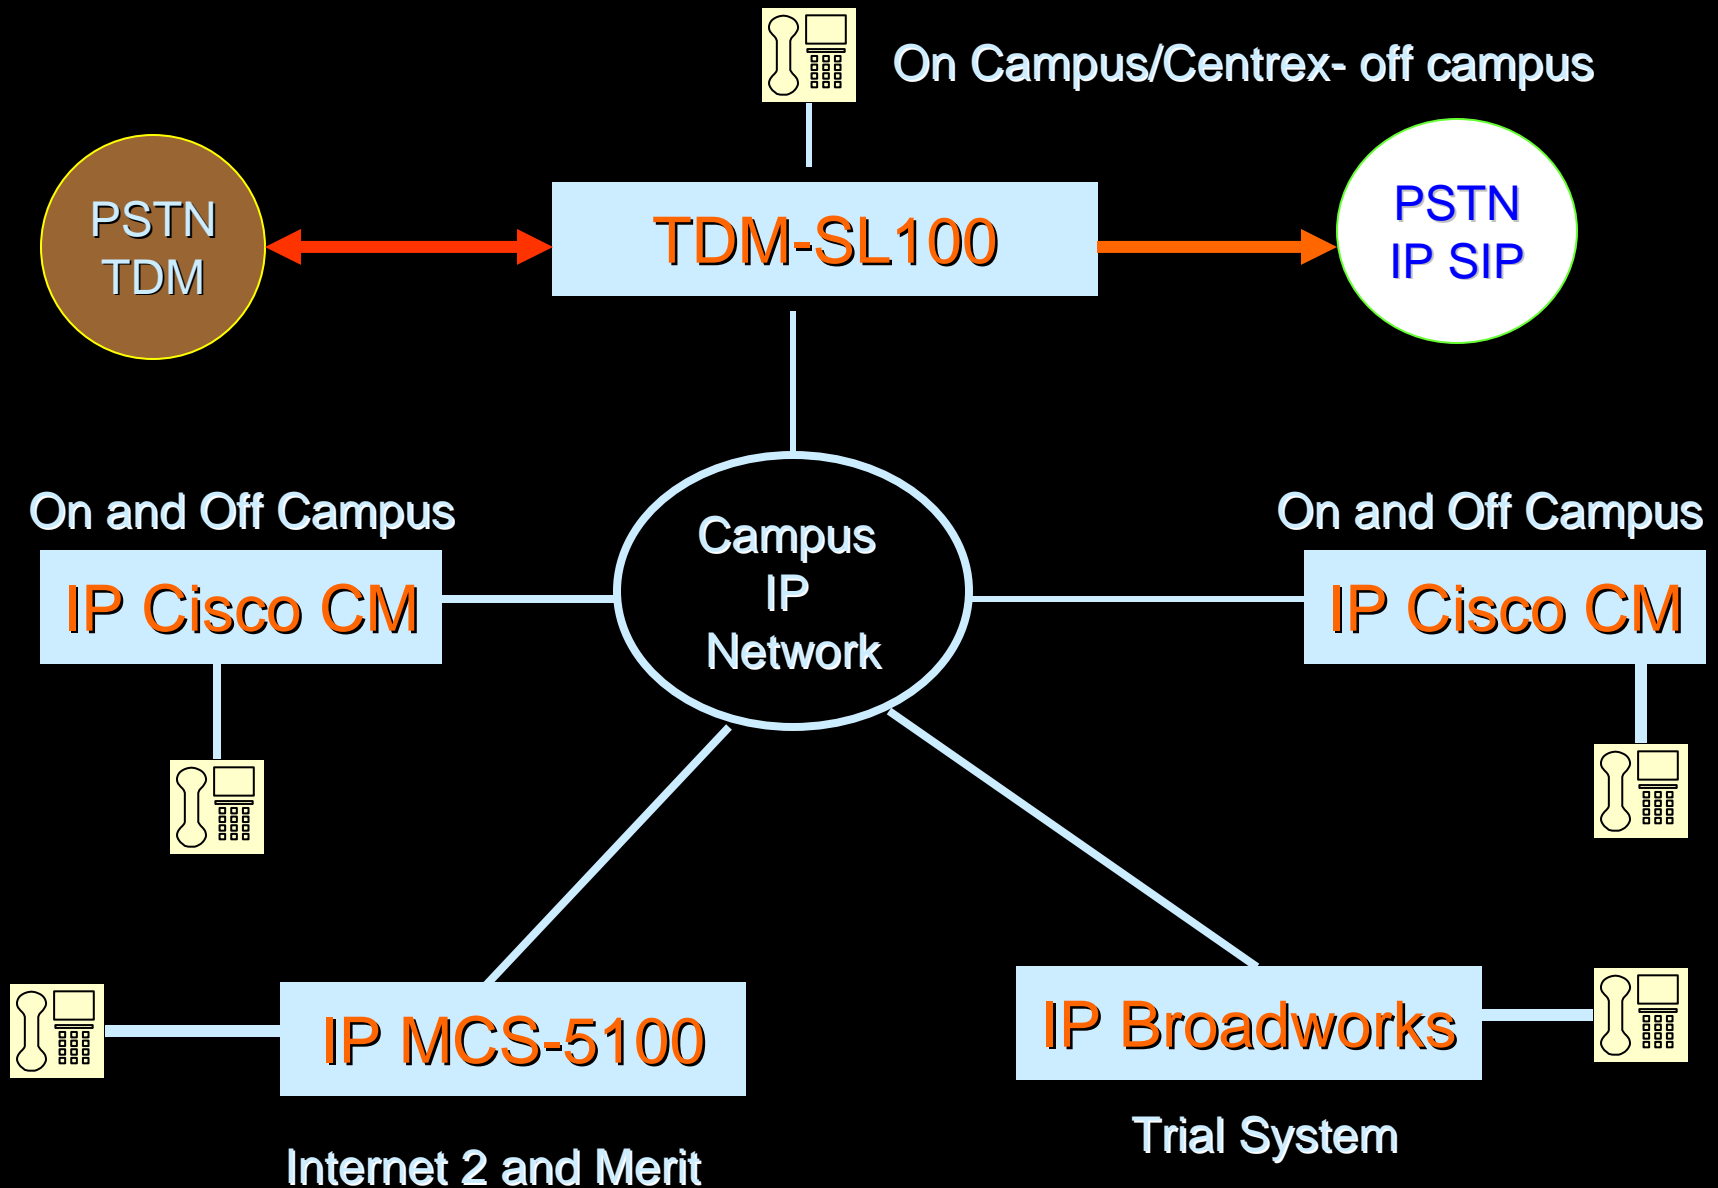 On Campus/Centrex- off campus
PSTN
TDM
TDM-SL100
PSTN
IP SIP
On and Off Campus
IP Cisco CM
Campus
IP
Network
On and Off Campus
IP Cisco CM
IP MCS-5100
Internet 2 and Merit
IP Broadworks
Trial System